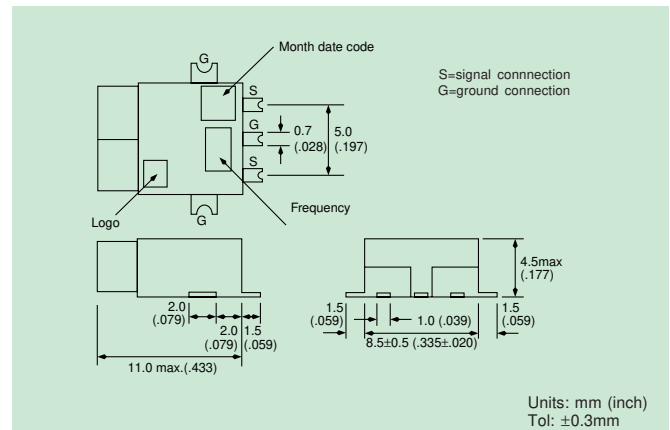 Month date code
G
S=signal connnection
G=ground connection
S
G
0.7
(.028)
5.0
(.197)
S
Logo
G
Frequency
4.5max
(.177)
2.0
(.079)
2.0
(.079)
1.5
(.059)
11.0 max.(.433)
1.5
(.059)
1.0 (.039)
8.5±0.5 (.335±.020)
1.5
(.059)
Units: mm (inch)
Tol: ±0.3mm